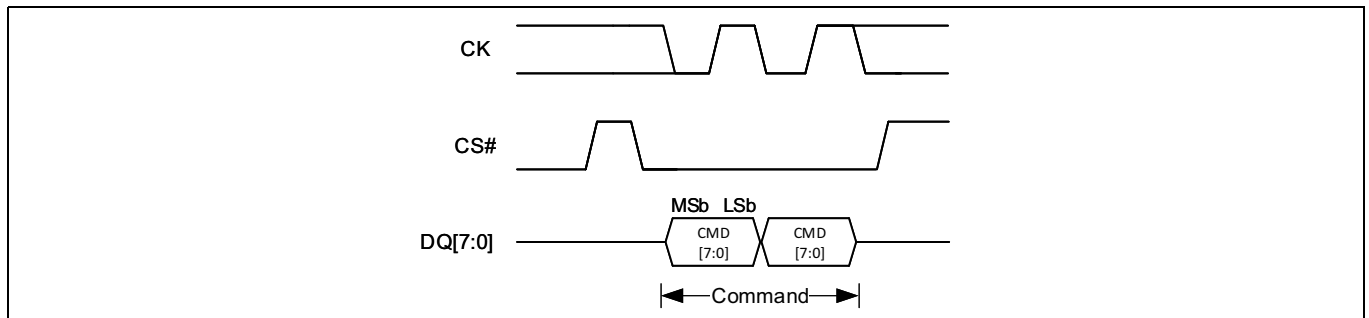 CK
CS#
MSb LSb
DQ[7:0]
CMD CMD
[7:0] [7:0]
Command